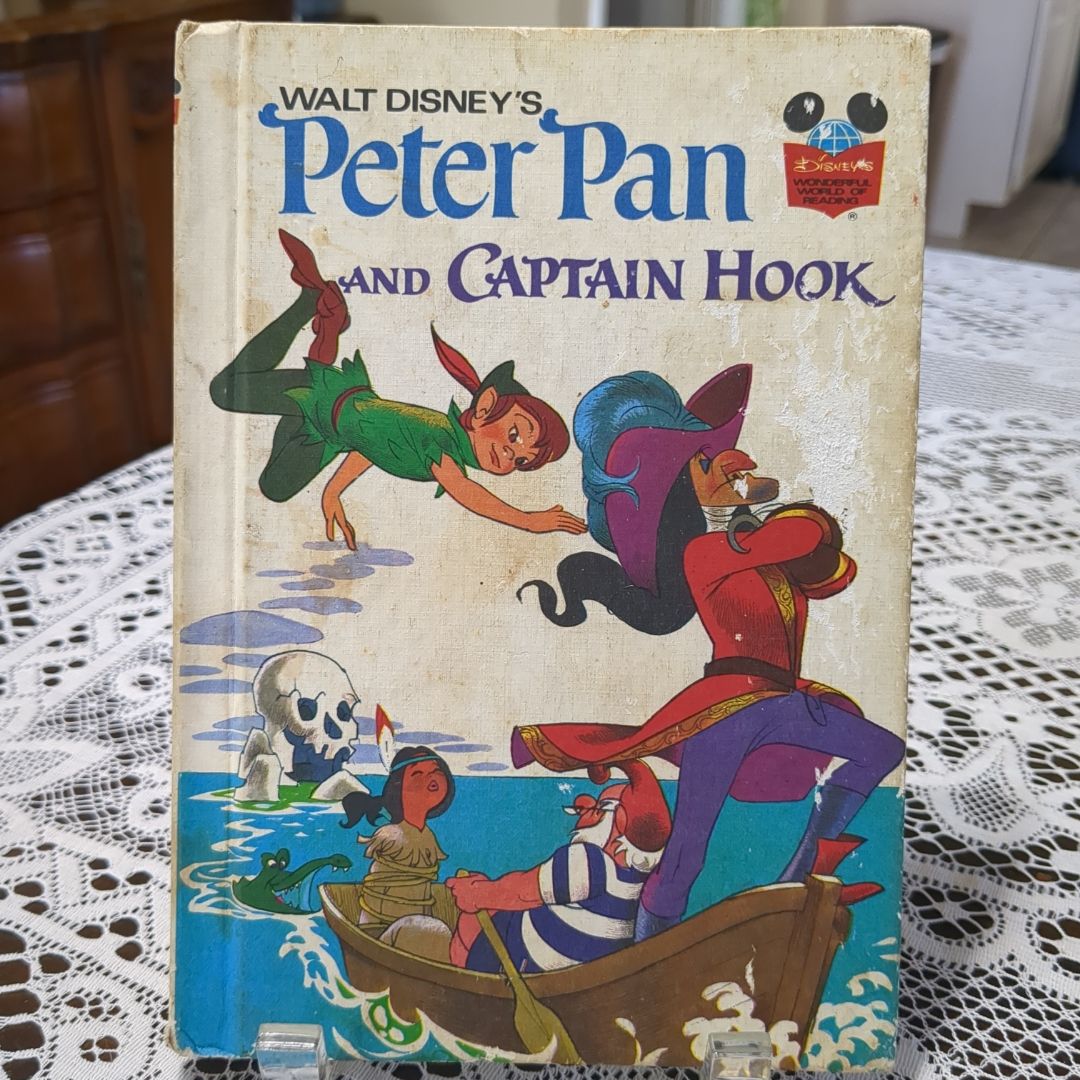 WALT DISNEY'S
Peter Pan
AND CAPTAIN HOOK
DISNEY'S
WONDERFUL
WORLD OF
READING
®